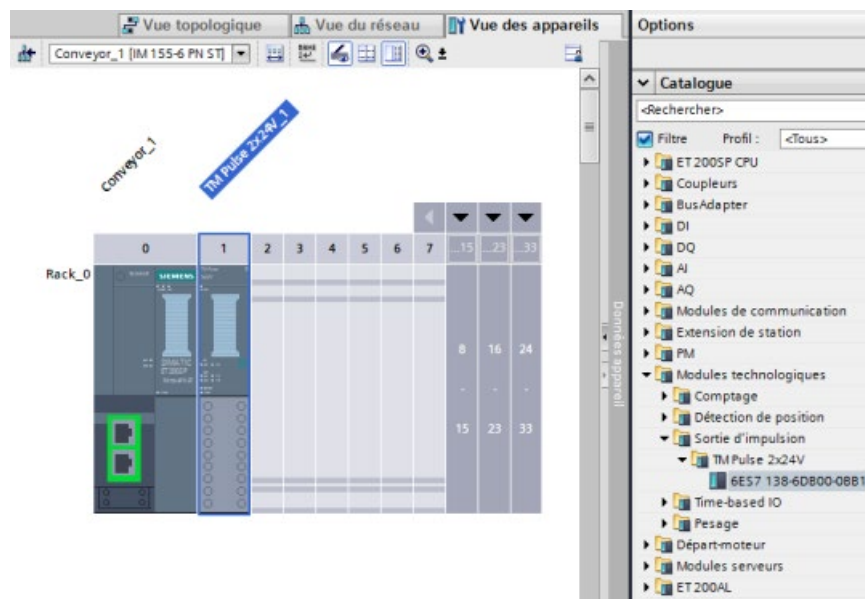 Vue topologique
Vue du réseau
Vue des appareils
Conveyor_1 [IM 155-6 PN ST]
Conveyor_1
TM Pulse 2x24V_1
0 1 2 3 4 5 6 7 ...15 ...23 ...33
Rack_0
SIEMENS
8 16 24
- - -
15 23 33
Données appareil
Options
Catalogue
<Rechercher>
Filtre Profil : <Tous>
ET 200SP CPU
Coupleurs
BusAdapter
DI
DQ
AI
AQ
Modules de communication
Extension de station
PM
Modules technologiques
Comptage
Détection de position
Sortie d'impulsion
TM Pulse 2x24V
6ES7 138-6DB00-0BB1
Time-based IO
Pesage
Départ-moteur
Modules serveurs
ET 200AL